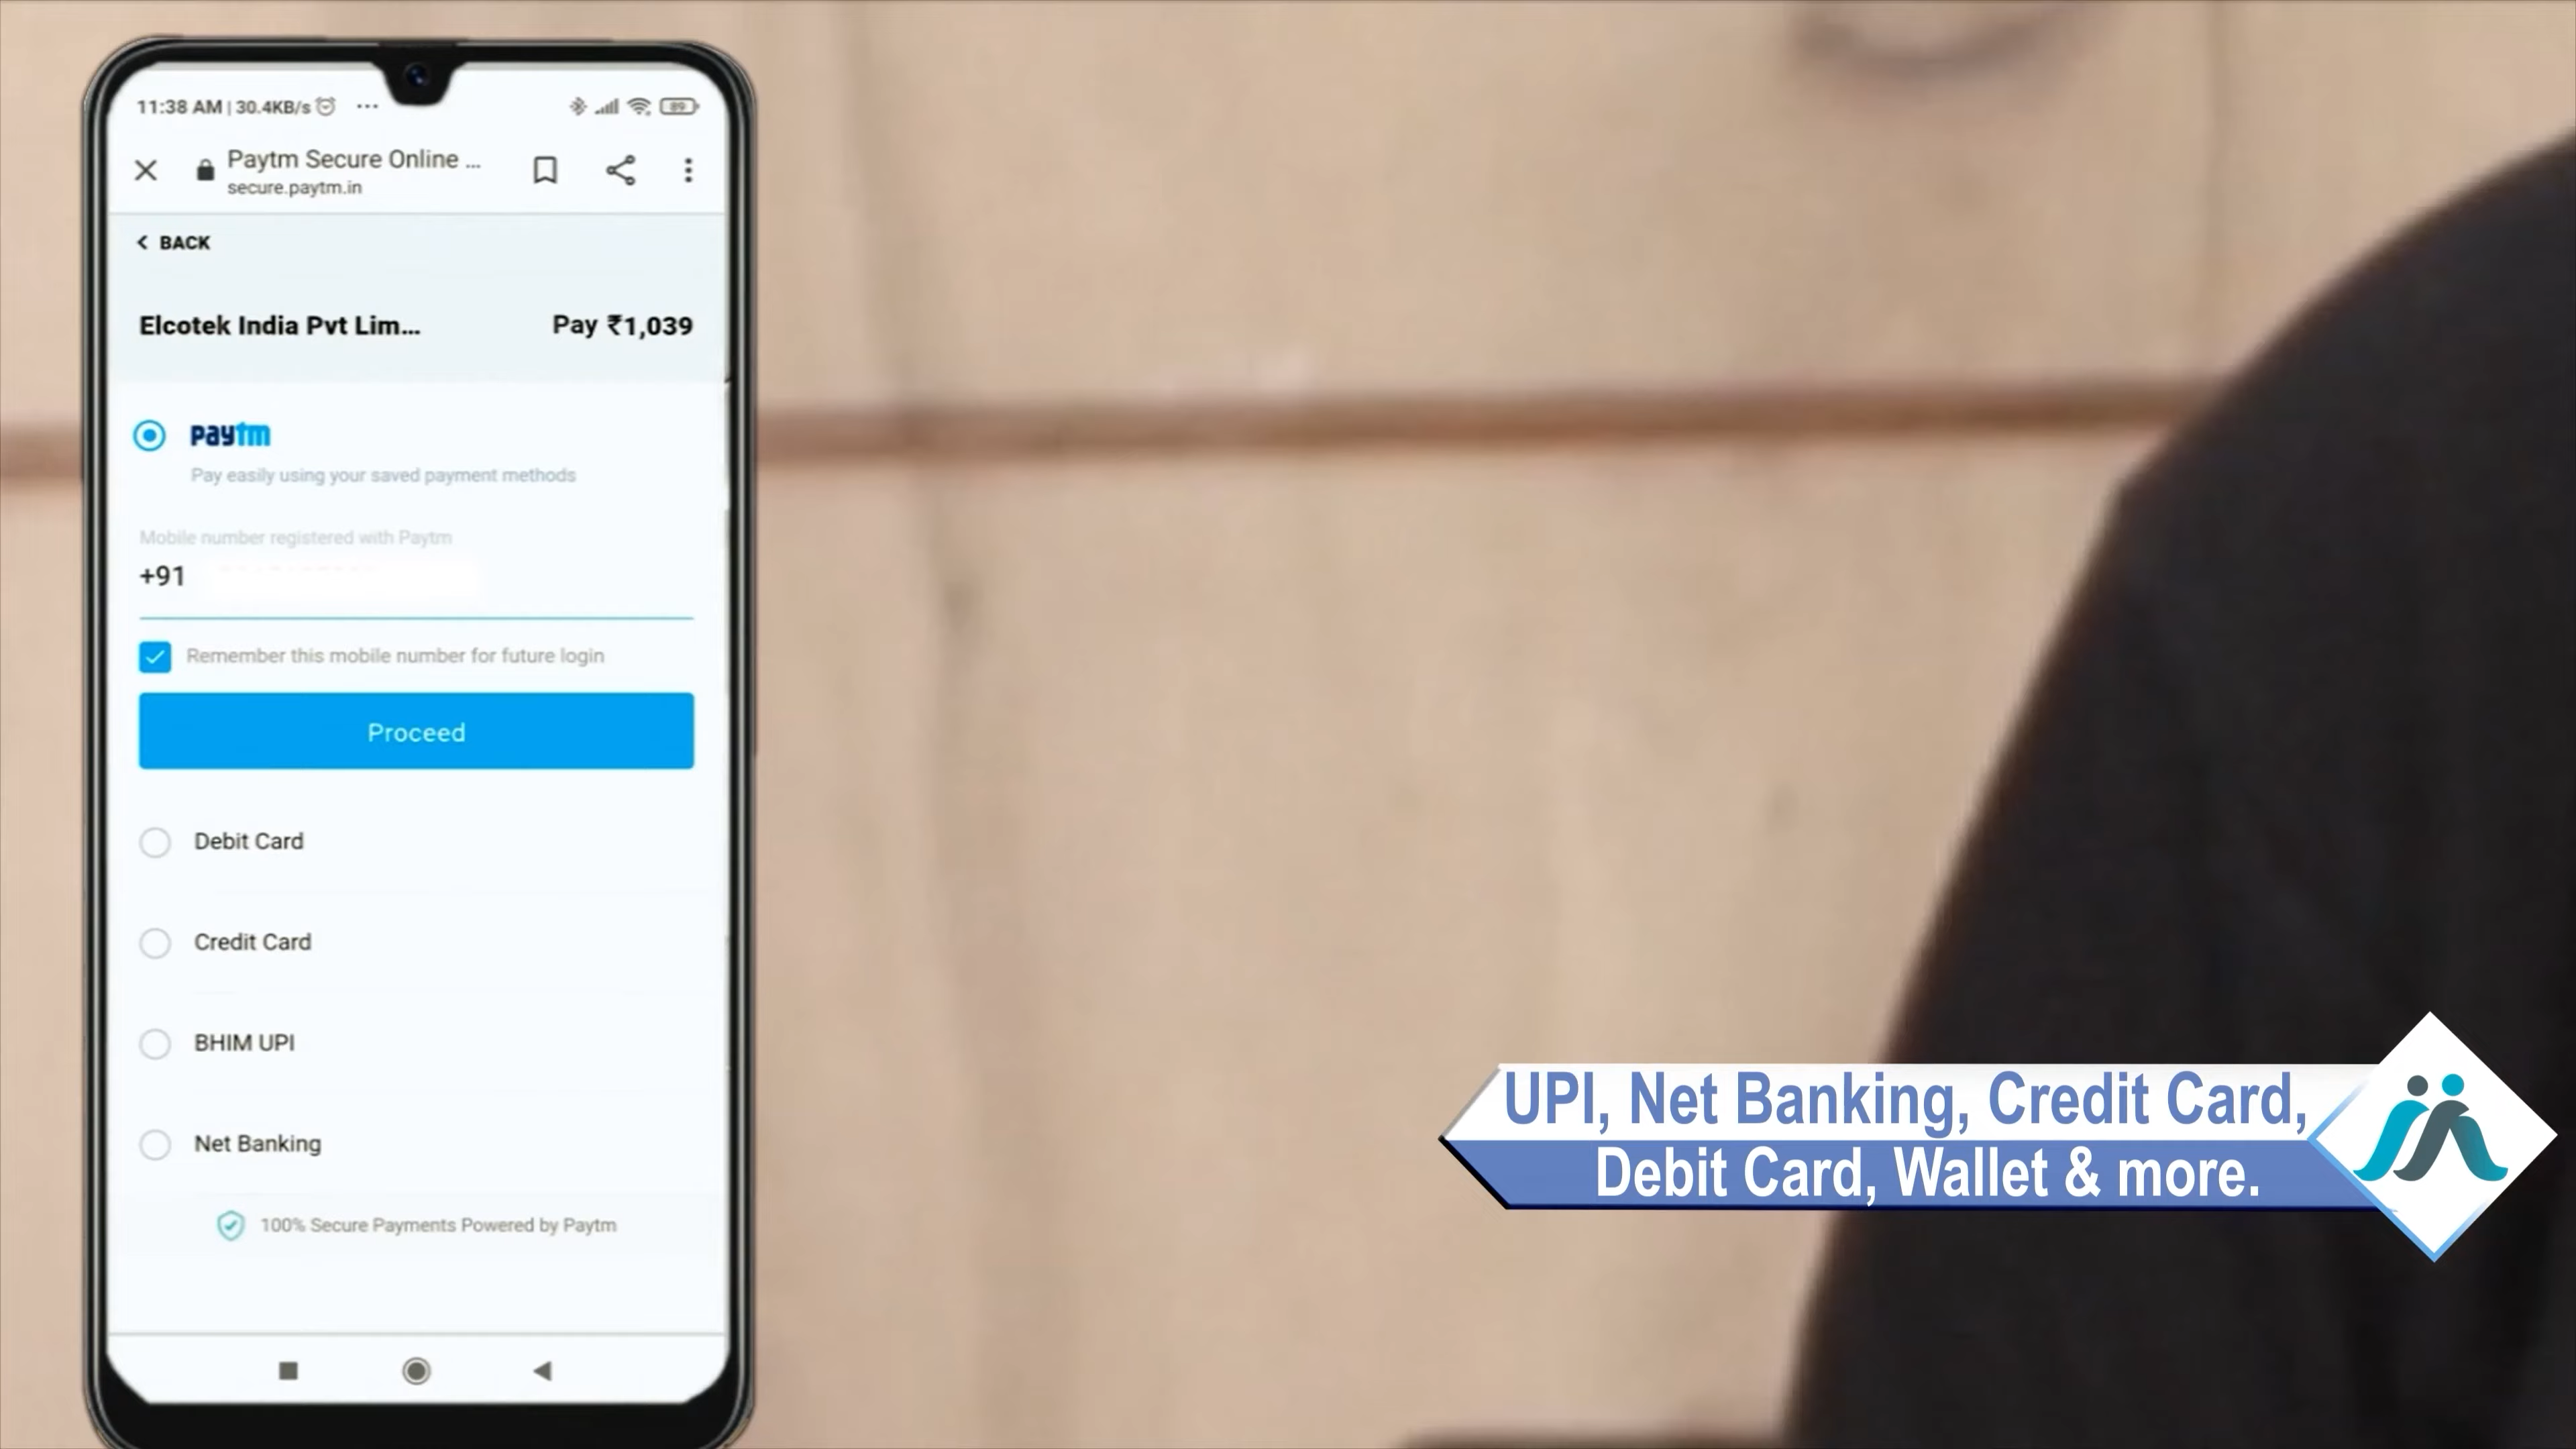 11:38 AM | 30.4KB/s
89
Paytm Secure Online ...
secure.paytm.in
BACK
Elcotek India Pvt Lim... Pay ₹1,039
paytm
Pay easily using your saved payment methods
Mobile number registered with Paytm
+91
Remember this mobile number for future login
Proceed
Debit Card
Credit Card
BHIM UPI
Net Banking
100% Secure Payments Powered by Paytm
UPI, Net Banking, Credit Card,
Debit Card, Wallet & more.